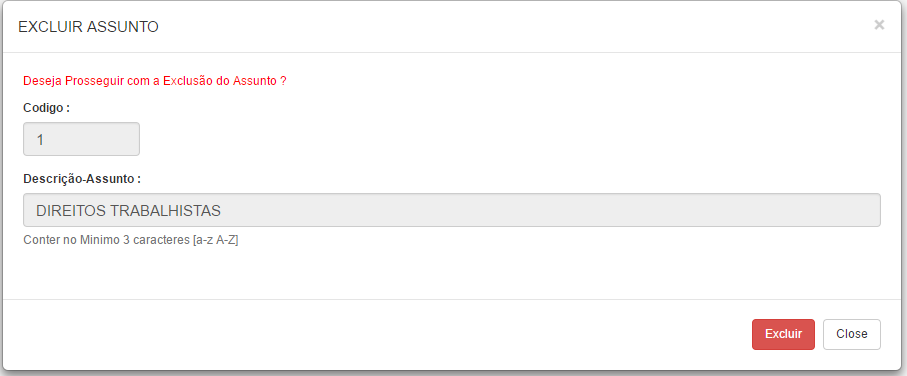 EXCLUIR ASSUNTO ×
Deseja Prosseguir com a Exclusão do Assunto ?
Codigo :
1
Descrição-Assunto :
DIREITOS TRABALHISTAS
Conter no Minimo 3 caracteres [a-z A-Z]
Excluir Close